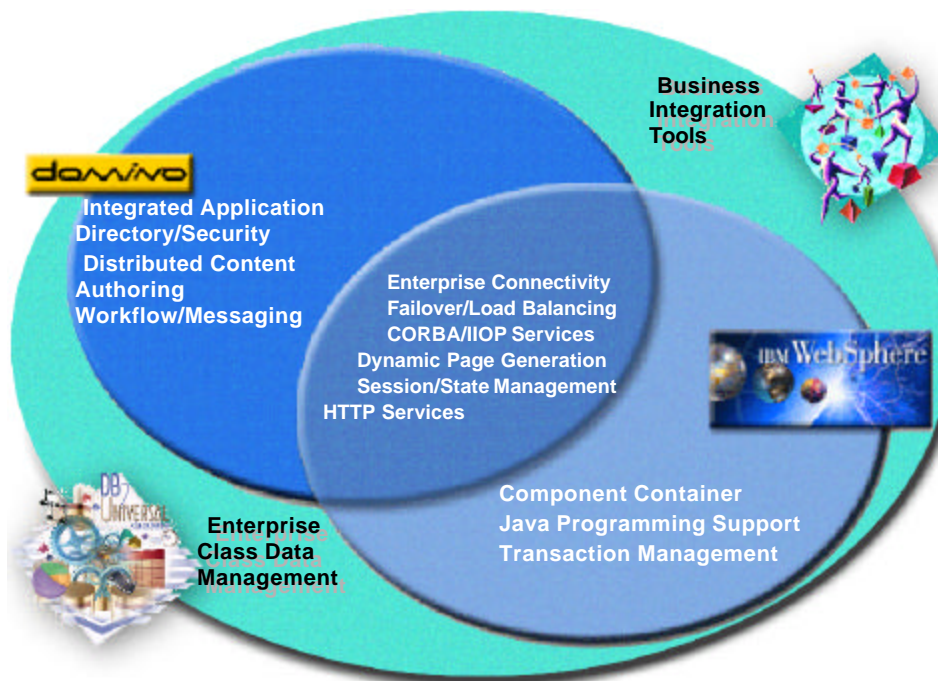 Business
Integration
Tools
domino
Integrated Application
Directory/Security
Distributed Content
Authoring
Workflow/Messaging
Enterprise Connectivity
Failover/Load Balancing
CORBA/IIOP Services
Dynamic Page Generation
Session/State Management
HTTP Services
IBM WebSphere
Component Container
Java Programming Support
Transaction Management
DB
UNIVERSAL
Enterprise
Class Data
Management